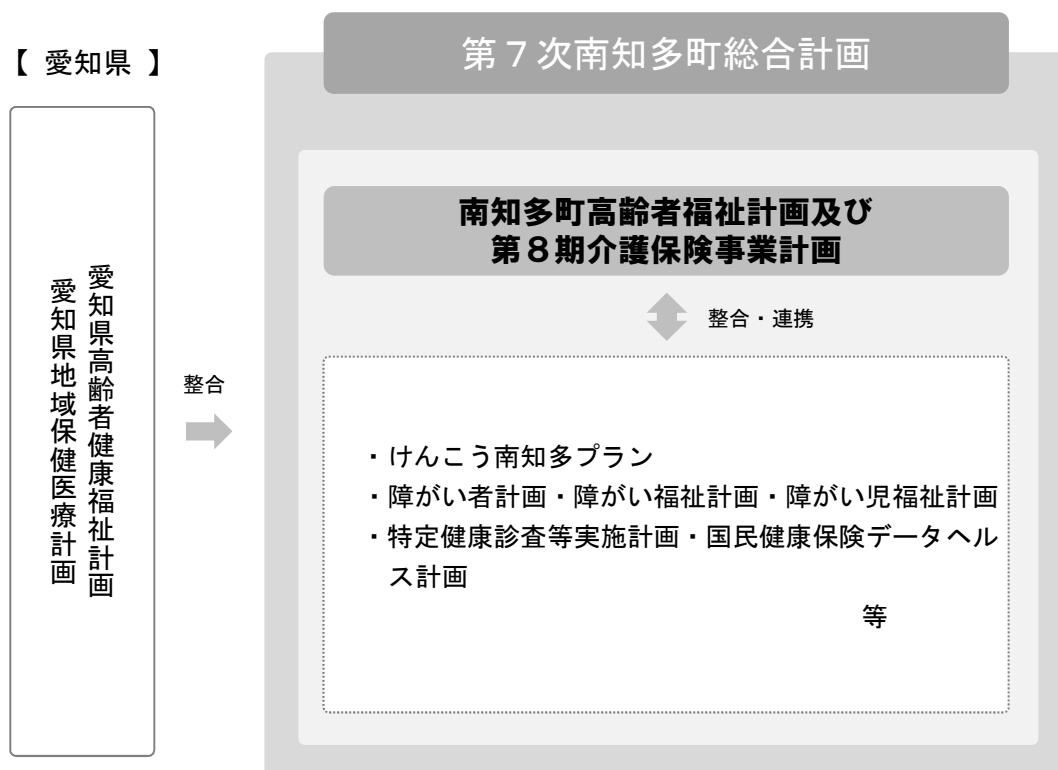 【 愛知県 】
愛知県高齢者健康福祉計画
愛知県地域保健医療計画
整合
第７次南知多町総合計画
南知多町高齢者福祉計画及び
第８期介護保険事業計画
整合・連携
・けんこう南知多プラン
・障がい者計画・障がい福祉計画・障がい児福祉計画
・特定健康診査等実施計画・国民健康保険データヘル
ス計画
等